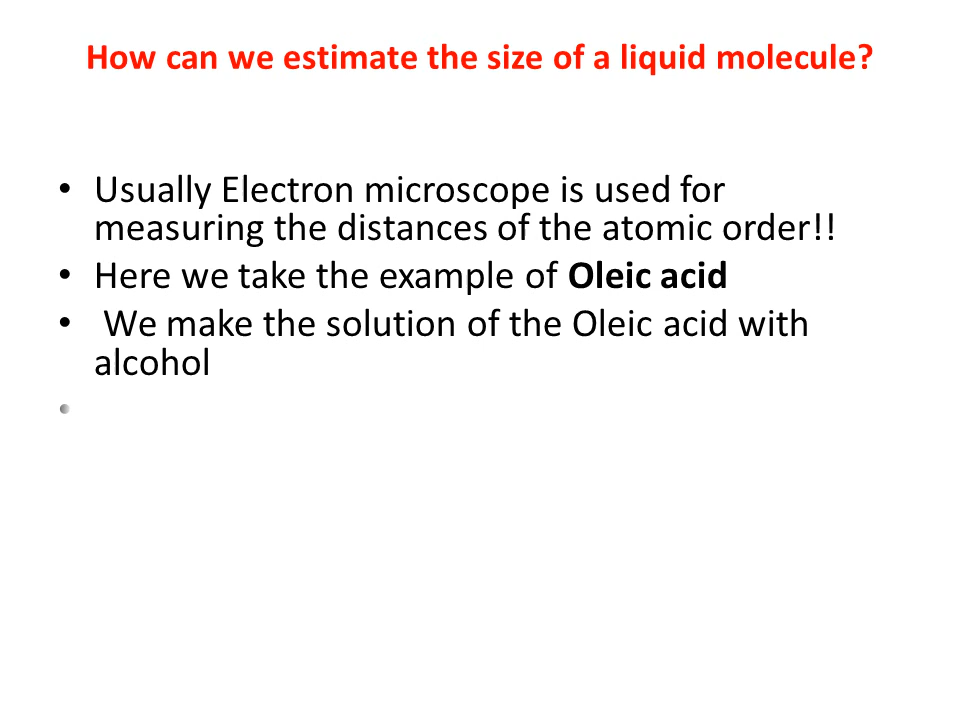 How can we estimate the size of a liquid molecule?
• Usually Electron microscope is used for
measuring the distances of the atomic order!!
• Here we take the example of Oleic acid
• We make the solution of the Oleic acid with
alcohol
•